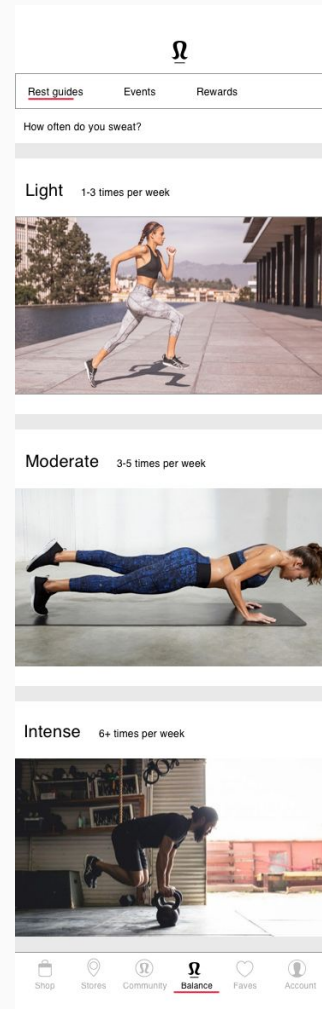 Rest guides Events Rewards
How often do you sweat?
Light 1-3 times per week
Moderate 3-5 times per week
Intense 6+ times per week
Shop Stores Community Balance Faves Account